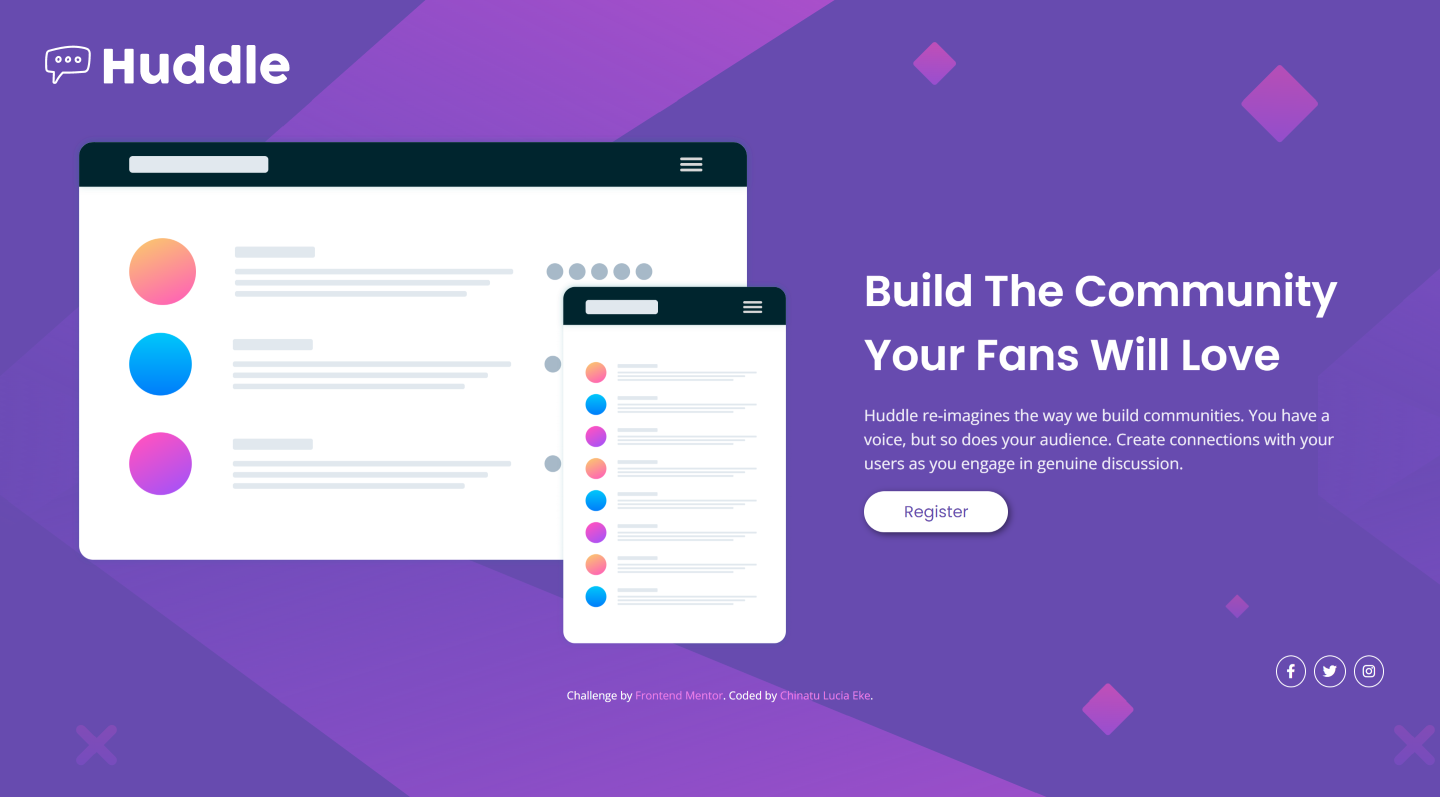 Huddle
Build The Community
Your Fans Will Love
Huddle re-imagines the way we build communities. You have a
voice, but so does your audience. Create connections with your
users as you engage in genuine discussion.
Register
Challenge by Frontend Mentor. Coded by Chinatu Lucia Eke.